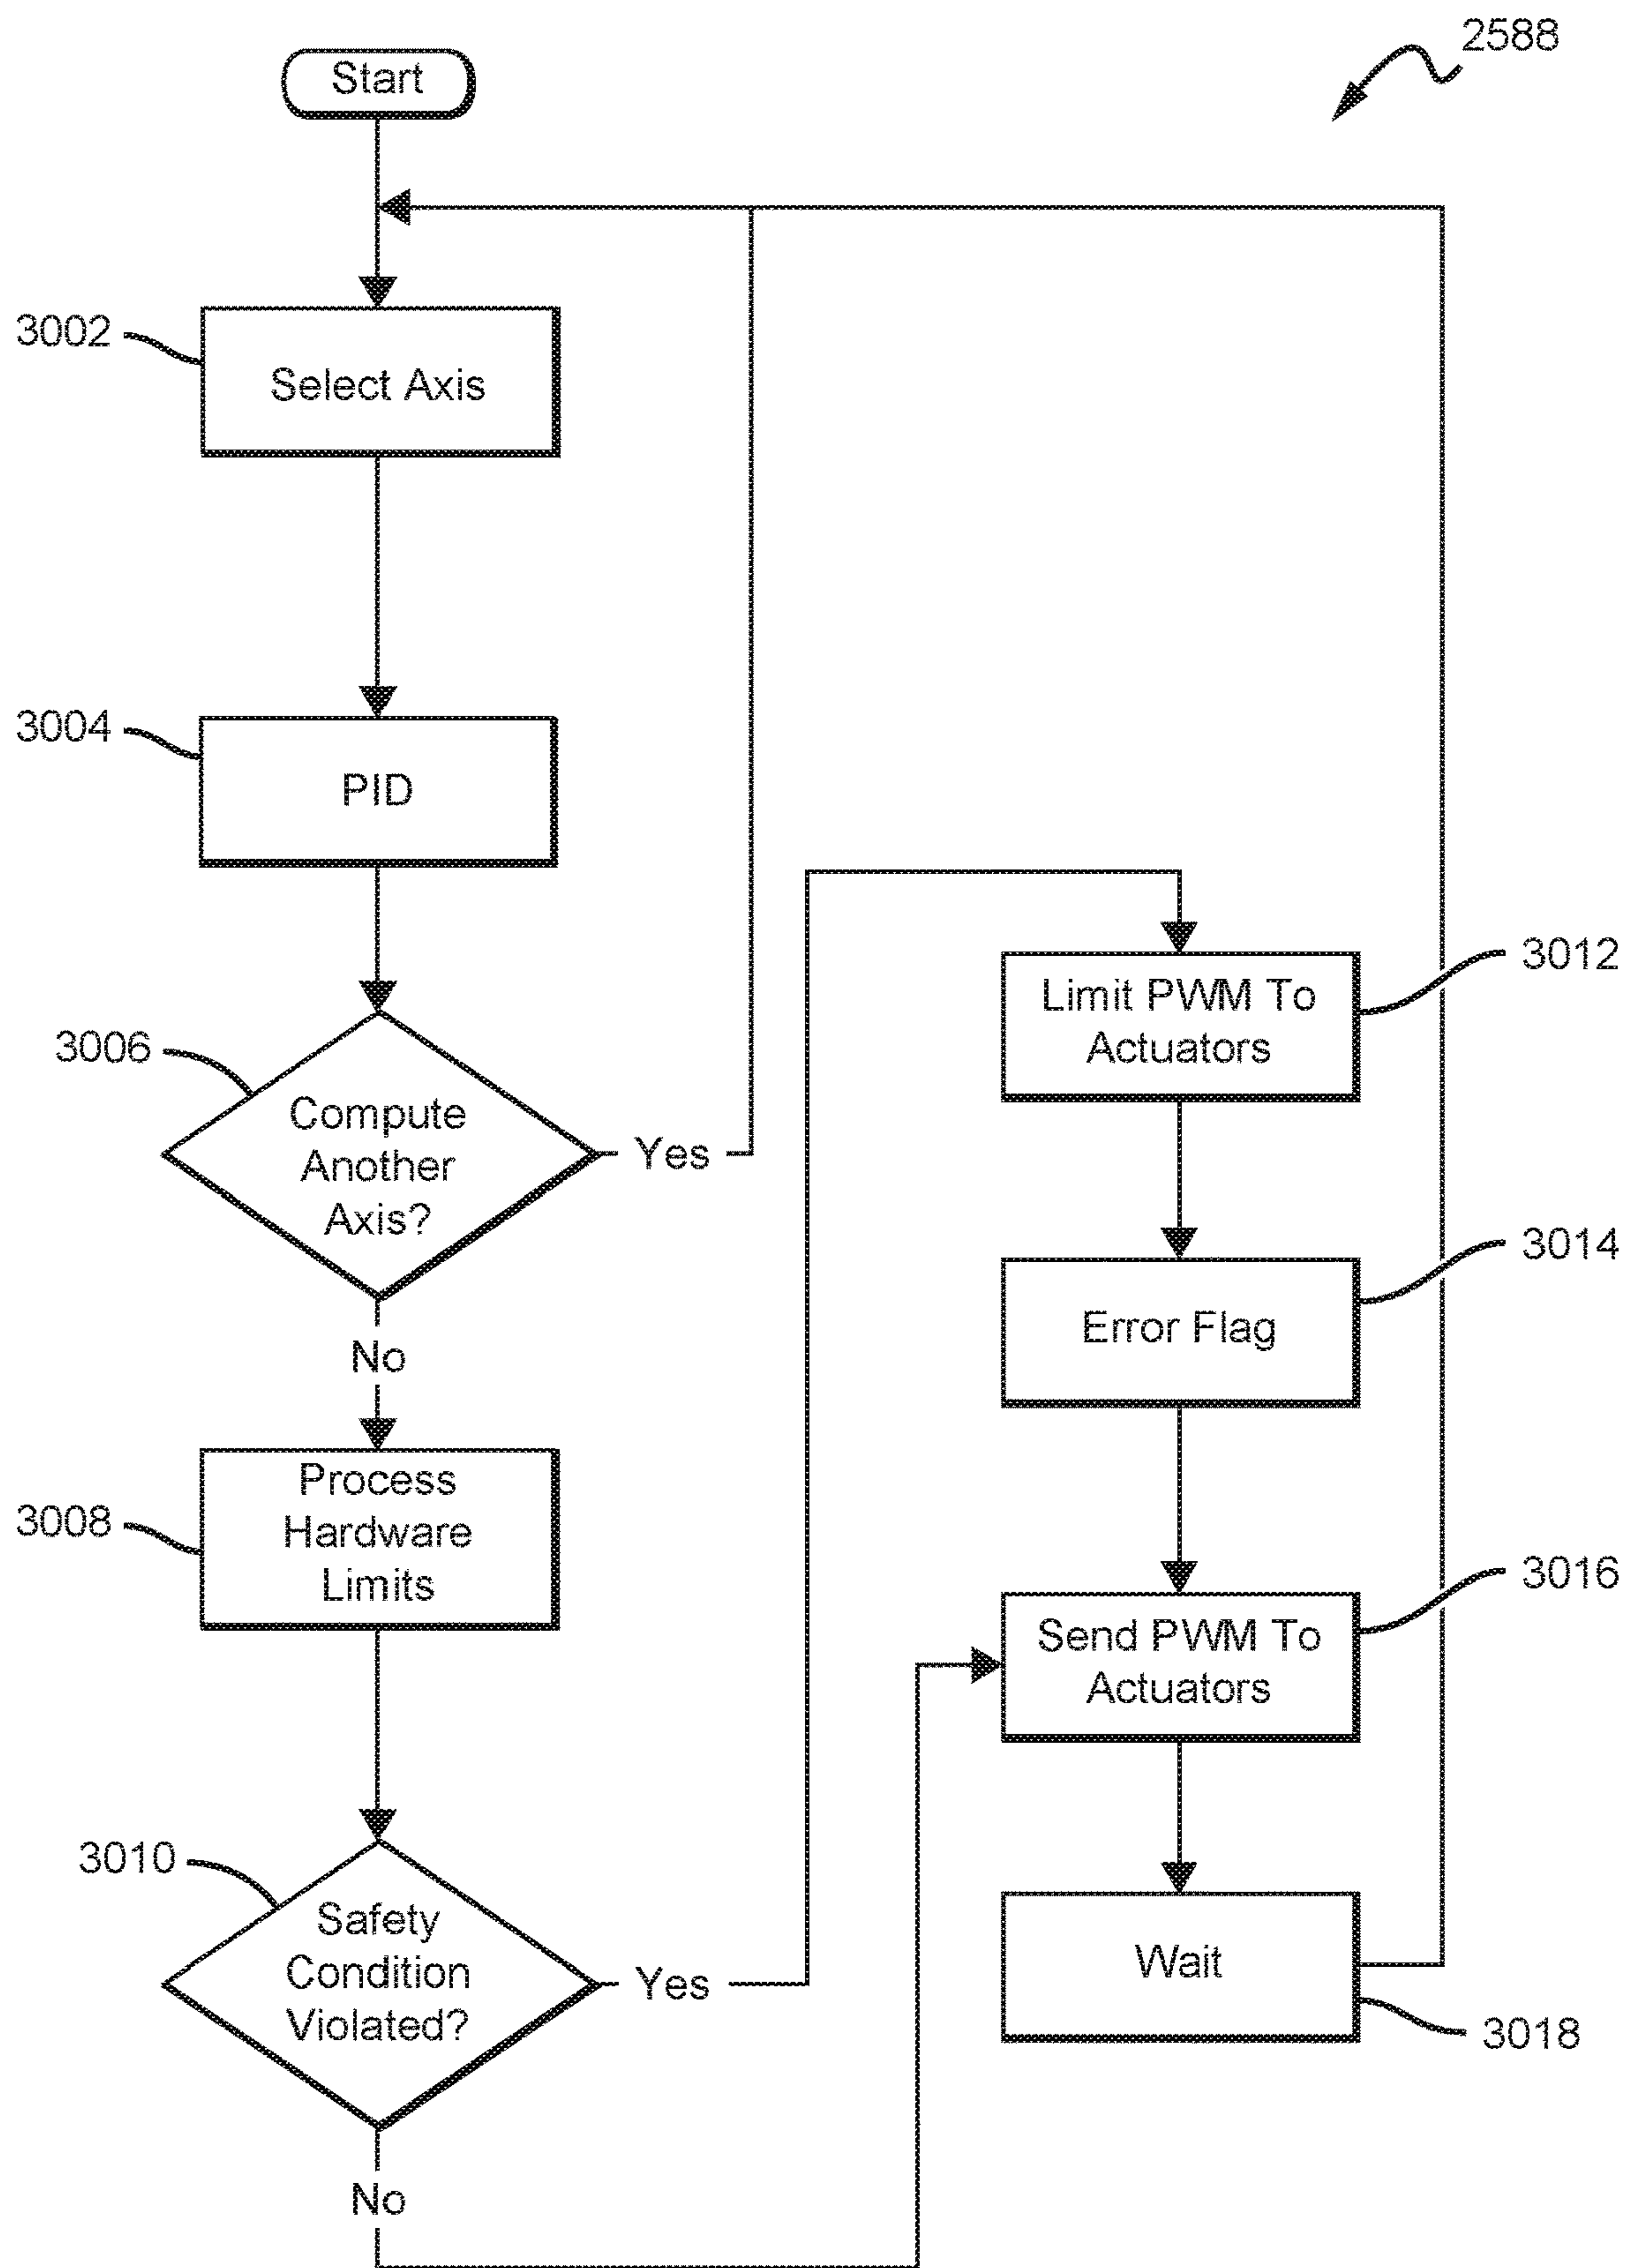 2588
Start
3002
Select Axis
3004
PID
3006
Compute
Another
Axis?
Yes
No
3008
Process
Hardware
Limits
3010
Safety
Condition
Violated?
Yes
No
3012
Limit PWM To
Actuators
3014
Error Flag
3016
Send PWM To
Actuators
Wait
3018